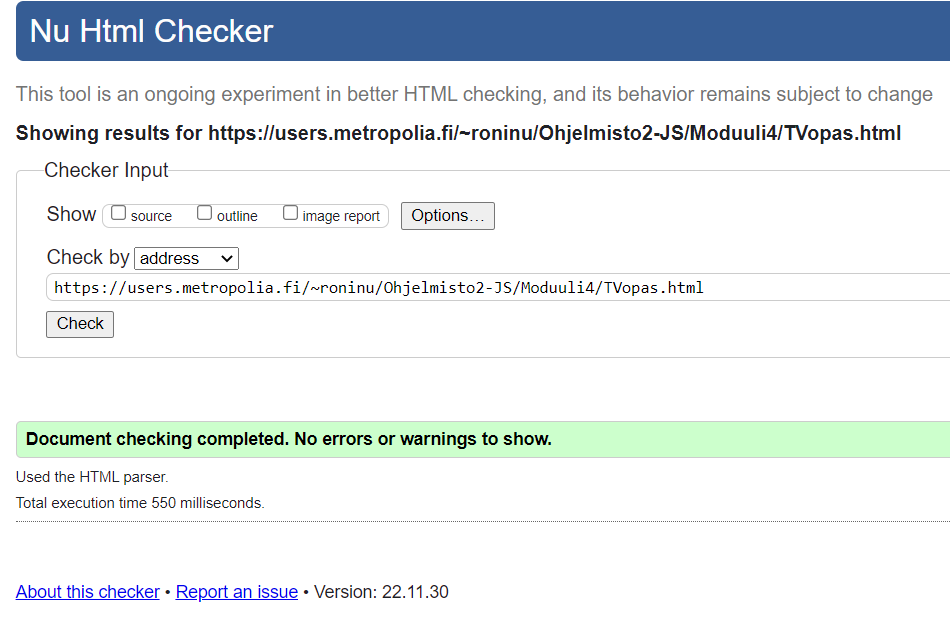 Nu Html Checker
This tool is an ongoing experiment in better HTML checking, and its behavior remains subject to change
Showing results for https://users.metropolia.fi/~roninu/Ohjelmisto2-JS/Moduuli4/TVopas.html
Checker Input
Show source outline image report Options...
Check by address
https://users.metropolia.fi/~roninu/Ohjelmisto2-JS/Moduuli4/TVopas.html
Check
Document checking completed. No errors or warnings to show.
Used the HTML parser.
Total execution time 550 milliseconds.
About this checker • Report an issue • Version: 22.11.30